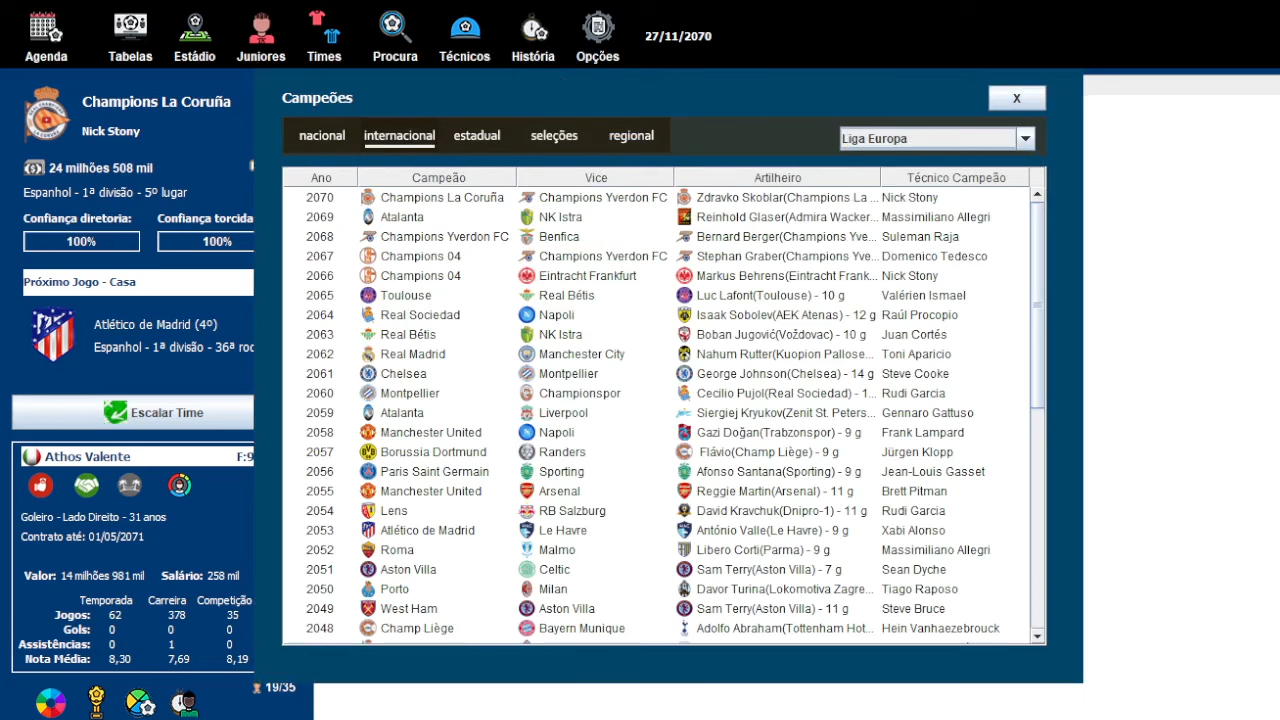 Agenda Tabelas Estádio Juniores Times Procura Técnicos História Opções 27/11/2070
Champions La Coruña
Nick Stony
24 milhões 508 mil
Espanhol - 1ª divisão - 5º lugar
Confiança diretoria: Confiança torcida
100% 100%
Próximo Jogo - Casa
Atlético de Madrid (4º)
Espanhol - 1ª divisão - 36ª
Escalar Time
Athos Valente F:9
Goleiro - Lado Direito - 31 anos
Contrato até: 01/05/2071
Valor: 14 milhões 981 mil Salário: 258 mil
Temporada Carreira Competição
Jogos: 62 378 35
Gols: 0 0 0
Assistências: 0 1 0
Nota Média: 8,30 7,69 8,19
19/35
Campeões X
nacional internacional estadual seleções regional Liga Europa
Ano Campeão Vice Artilheiro Técnico Campeão
2070 Champions La Coruña Champions Yverdon FC Zdravko Skoblar(Champions La ... Nick Stony
2069 Atalanta NK Istra Reinhold Glaser(Admira Wacker... Massimiliano Allegri
2068 Champions Yverdon FC Benfica Bernard Berger(Champions Yve... Suleman Raja
2067 Champions 04 Champions Yverdon FC Stephan Graber(Champions Yve... Domenico Tedesco
2066 Champions 04 Eintracht Frankfurt Markus Behrens(Eintracht Frank... Nick Stony
2065 Toulouse Real Bétis Luc Lafont(Toulouse) - 10 g Valérien Ismael
2064 Real Sociedad Napoli Isaak Sobolev(AEK Atenas) - 12 g Raúl Procopio
2063 Real Bétis NK Istra Boban Jugović(Voždovac) - 10 g Juan Cortés
2062 Real Madrid Manchester City Nahum Rutter(Kuopion Pallose... Toni Aparicio
2061 Chelsea Montpellier George Johnson(Chelsea) - 14 g Steve Cooke
2060 Montpellier Championspor Cecilio Pujol(Real Sociedad) - 1... Rudi Garcia
2059 Atalanta Liverpool Siergiej Kryukov(Zenit St. Peters... Gennaro Gattuso
2058 Manchester United Napoli Gazi Doğan(Trabzonspor) - 9 g Frank Lampard
2057 Borussia Dortmund Randers Flávio(Champ Liège) - 9 g Jürgen Klopp
2056 Paris Saint Germain Sporting Afonso Santana(Sporting) - 9 g Jean-Louis Gasset
2055 Manchester United Arsenal Reggie Martin(Arsenal) - 11 g Brett Pitman
2054 Lens RB Salzburg David Kravchuk(Dnipro-1) - 11 g Rudi Garcia
2053 Atlético de Madrid Le Havre António Valle(Le Havre) - 9 g Xabi Alonso
2052 Roma Malmo Libero Corti(Parma) - 9 g Massimiliano Allegri
2051 Aston Villa Celtic Sam Terry(Aston Villa) - 7 g Sean Dyche
2050 Porto Milan Davor Turina(Lokomotiva Zagre... Tiago Raposo
2049 West Ham Aston Villa Sam Terry(Aston Villa) - 11 g Steve Bruce
2048 Champ Liège Bayern Munique Adolfo Abraham(Tottenham Hot... Hein Vanhaezebrouck